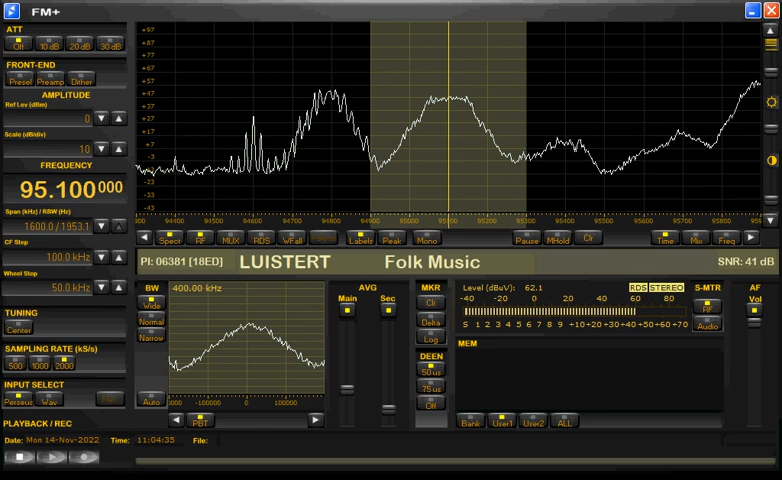 FM+
ATT
Off 10 dB 20 dB 30 dB
FRONT-END
Presel Preamp Dither
AMPLITUDE
Ref Lev (dBm)
0
Scale (dB/div)
10
FREQUENCY
95.100000
Span (kHz) / RBW (Hz)
1600.0 / 1953.1
CF Step
100.0 kHz
Wheel Step
50.0 kHz
TUNING
Center
SAMPLING RATE (kS/s)
500 1000 2000
INPUT SELECT
Perseus Wav
PLAYBACK / REC
Date: Mon 14-Nov-2022 Time: 11:04:35 File:
+97
+87
+77
+67
+57
+47
+37
+27
+17
+7
-3
-13
-23
-33
-43
300 94400 94500 94600 94700 94800 94900 95000 95100 95200 95300 95400 95500 95600 95700 95800 959
Spect RF MUX RDS WFall Labels Peak Mono Pause MHold Clr Time Mix Freq
PI: 06381 [18ED] LUISTERT Folk Music SNR: 41 dB
BW
Wide
Normal
Narrow
Auto
400.00 kHz
-100000 0 100000
PBT
AVG
Main Sec
MKR
Clr
Delta
Log
DEEN
50 us
75 us
Off
Level (dBuV): 62.1 RDS STEREO
-40 -20 0 20 40 60 80
S 1 2 3 4 5 6 7 8 9 +10+20+30+40 +50+60+70
S-MTR
RF
Audio
MEM
Bank User1 User2 ALL
AF
Vol